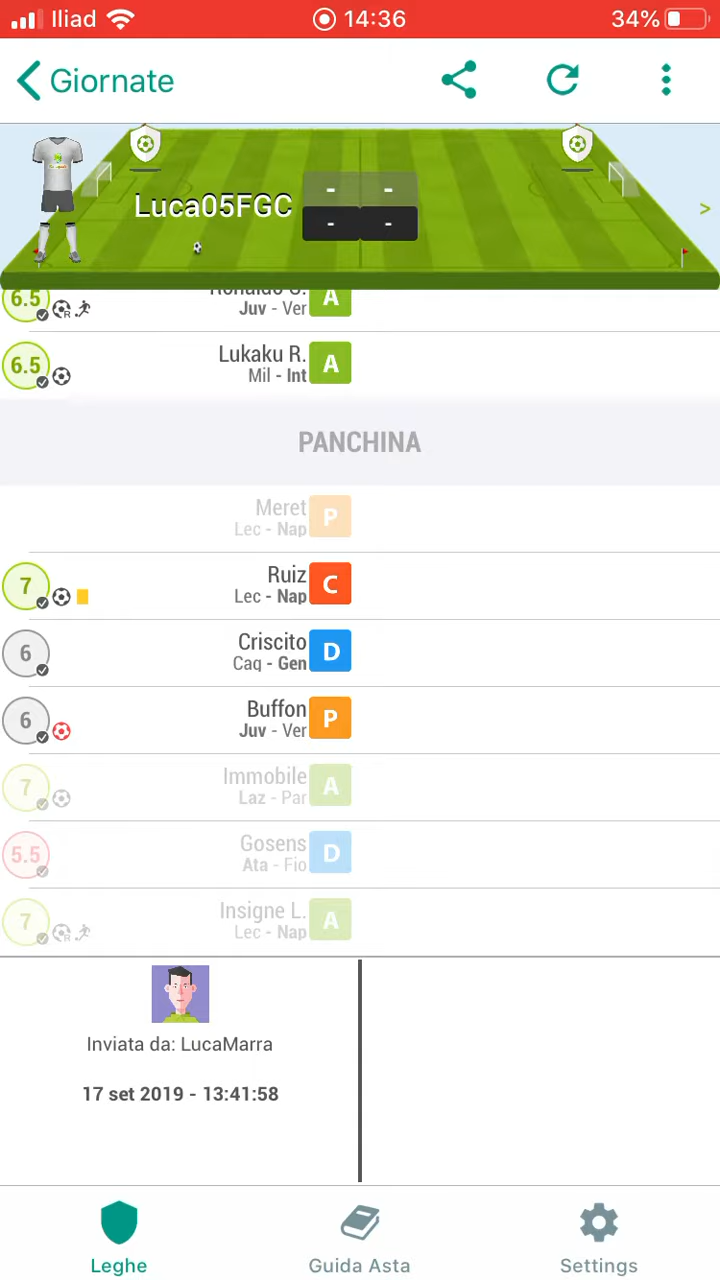 Iliad 14:36 34%
Giornate
Luca05FGC - -
- -
>
6.5 Ronaldo C. A
Juv - Ver
6.5 Lukaku R. A
Mil - Int
PANCHINA
Meret P
Lec - Nap
7 Ruiz C
Lec - Nap
6 Criscito D
Cag - Gen
6 Buffon P
Juv - Ver
7 Immobile A
Laz - Par
5.5 Gosens D
Ata - Fio
7 Insigne L. A
Lec - Nap
Inviata da: LucaMarra
17 set 2019 - 13:41:58
Leghe Guida Asta Settings